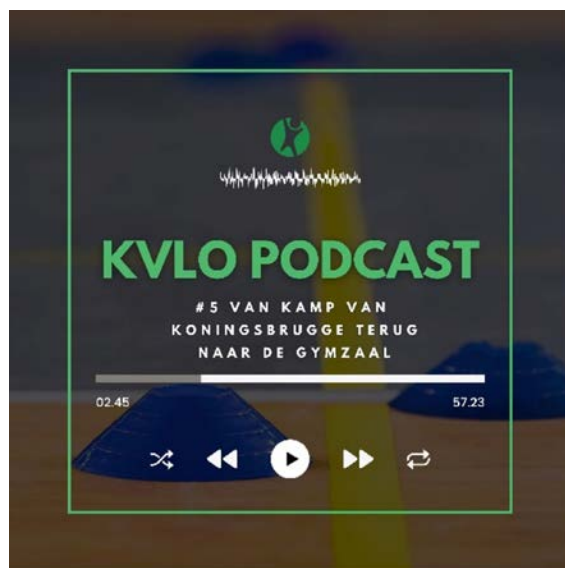 KVLO PODCAST
#5 VAN KAMP VAN
KONINGSBRUGGE TERUG
NAAR DE GYMZAAL
02.45 57.23